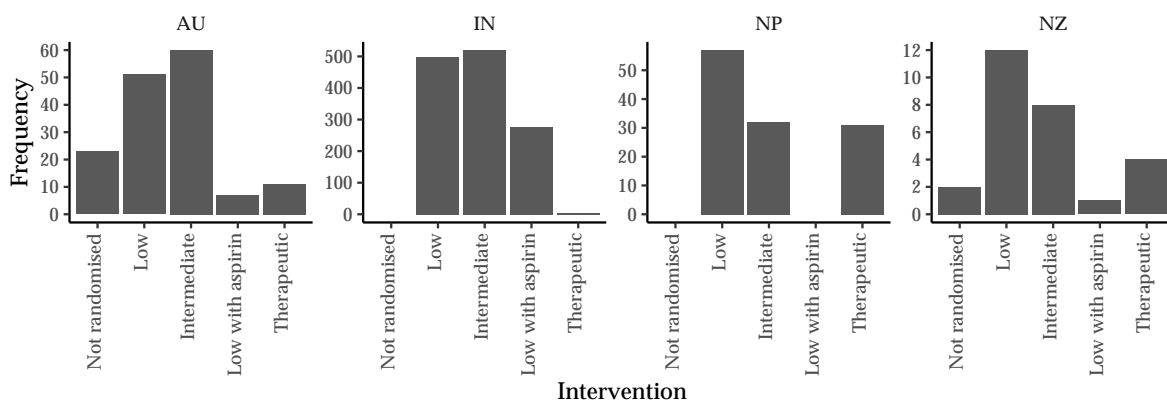 AU
IN
NP
NZ
Frequency
60
50
40
30
20
10
0
500
400
300
200
100
0
50
40
30
20
10
0
12
10
8
6
4
2
0
Not randomised
Low
Intermediate
Low with aspirin
Therapeutic
Not randomised
Low
Intermediate
Low with aspirin
Therapeutic
Not randomised
Low
Intermediate
Low with aspirin
Therapeutic
Not randomised
Low
Intermediate
Low with aspirin
Therapeutic
Intervention